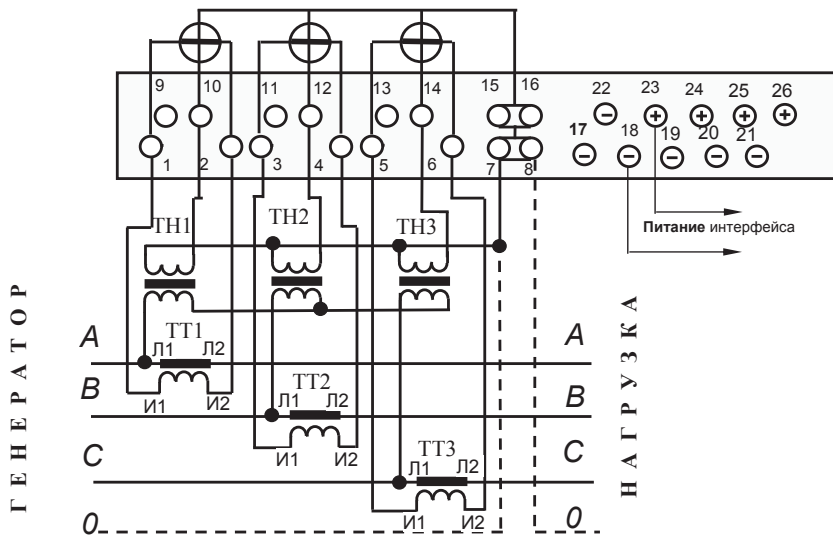 9 10 11 12 13 14 15 16
22 23 24 25 26
17 18 19 20 21
1 2 3 4 5 6 7 8
ТН1 ТН2 ТН3
Питание интерфейса
ГЕНЕРАТОР
НАГРУЗКА
ТТ1
A Л1 Л2 A
И1 И2
ТТ2
B Л1 Л2 B
И1 И2
ТТ3
C Л1 Л2 C
И1 И2
0 0